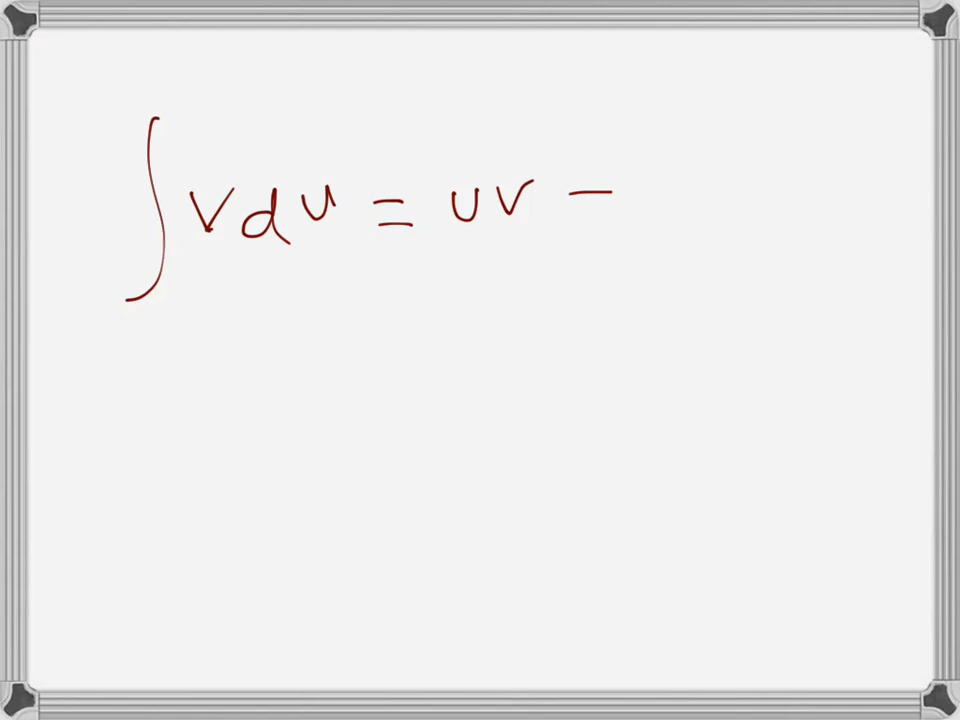 ∫ v du = uv −